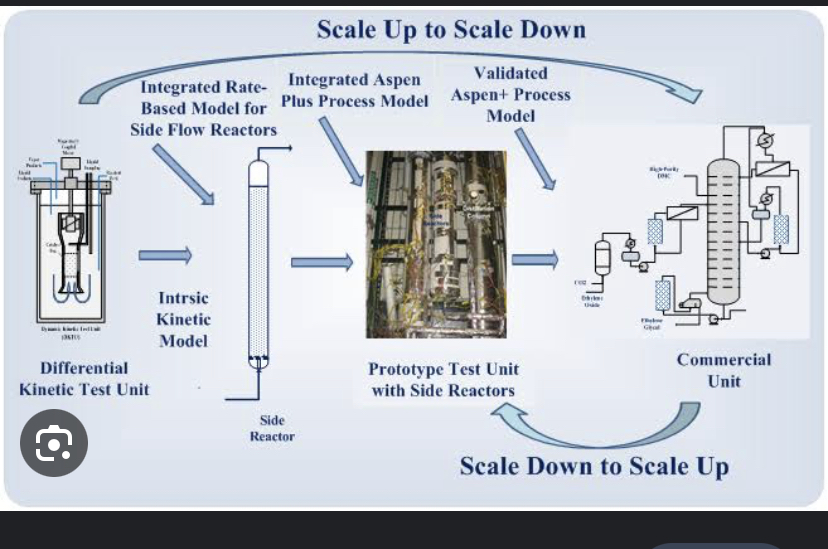 Scale Up to Scale Down
Integrated Rate-
Based Model for
Side Flow Reactors
Integrated Aspen
Plus Process Model
Validated
Aspen+ Process
Model
High-Purity
DMC
CO2
Ethylene
Oxide
Ethylene
Glycol
Intrsic
Kinetic
Model
Dynamic Kinetic Test Unit
(DKTU)
Differential
Kinetic Test Unit
Side
Reactor
Prototype Test Unit
with Side Reactors
Commercial
Unit
Scale Down to Scale Up